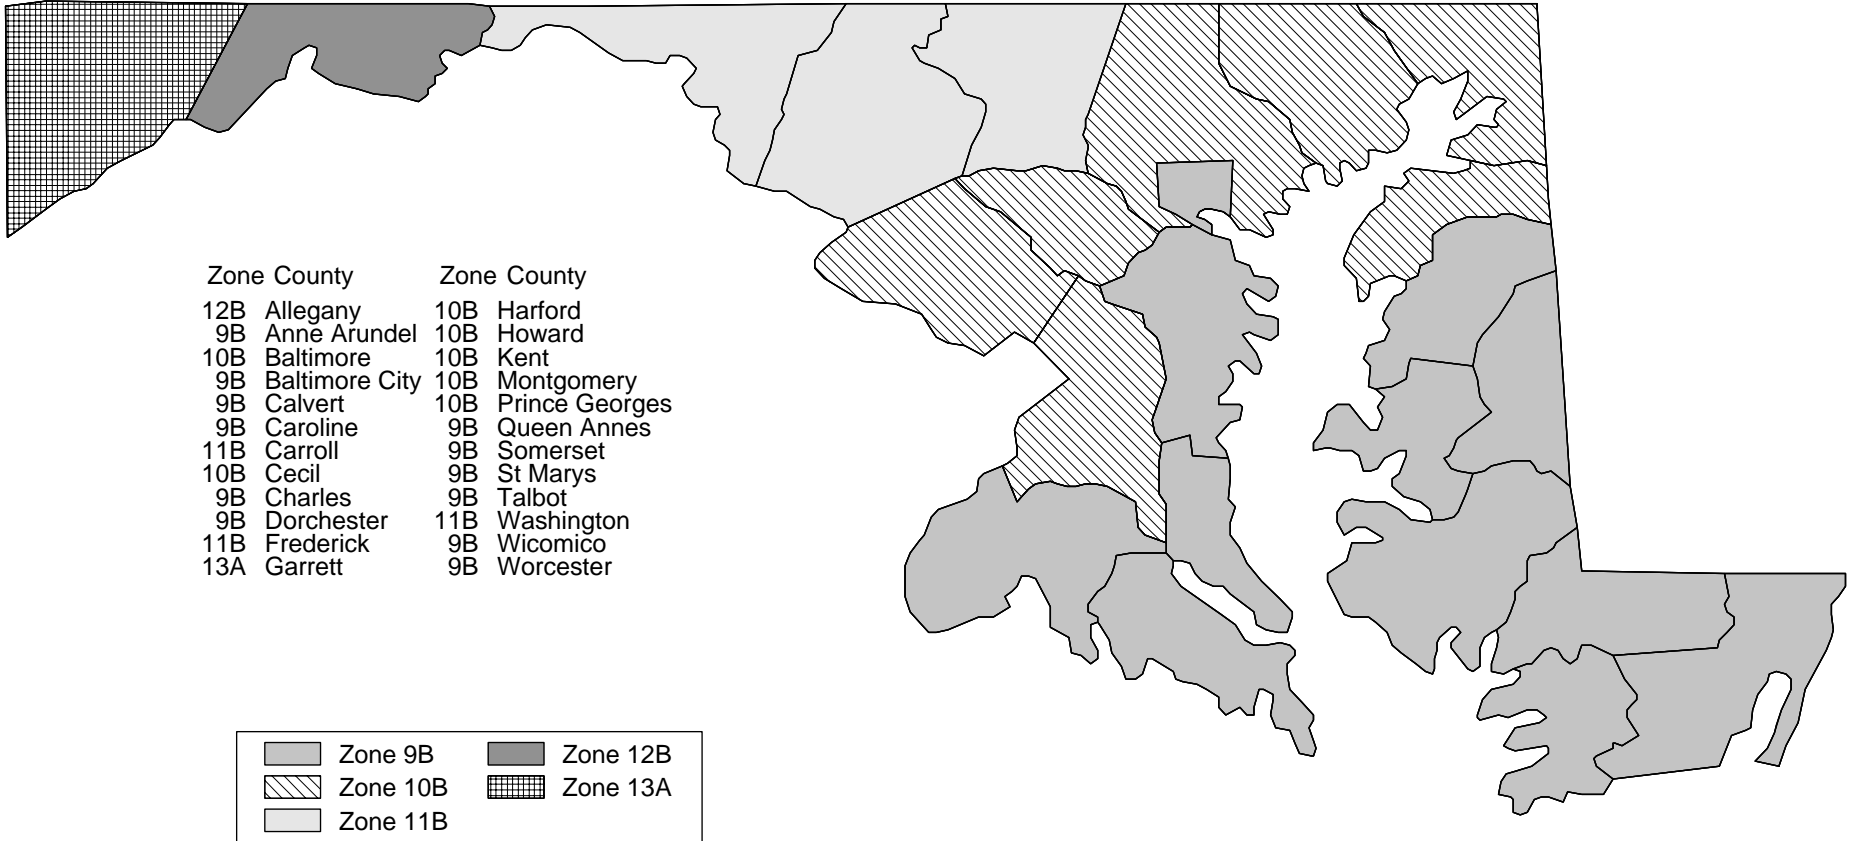 Zone County Zone County
12B Allegany 10B Harford
9B Anne Arundel 10B Howard
10B Baltimore 10B Kent
9B Baltimore City 10B Montgomery
9B Calvert 10B Prince Georges
9B Caroline 9B Queen Annes
11B Carroll 9B Somerset
10B Cecil 9B St Marys
9B Charles 9B Talbot
9B Dorchester 11B Washington
11B Frederick 9B Wicomico
13A Garrett 9B Worcester
Zone 9B Zone 12B
Zone 10B Zone 13A
Zone 11B